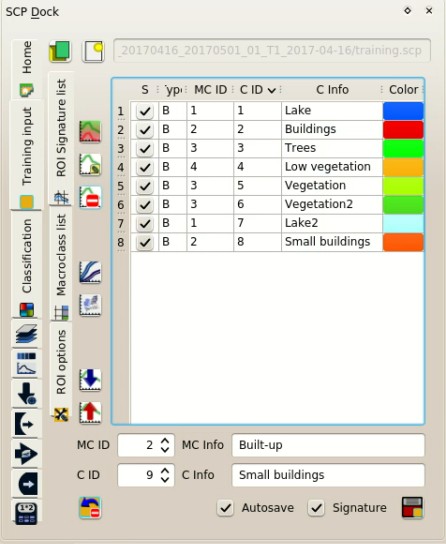 SCP Dock
Home
Training input
Classification
ROI Signature list
Macroclass list
ROI options
_20170416_20170501_01_T1_2017-04-16/training.scp
S Typ MC ID C ID C Info Color
1 B 1 1 Lake
2 B 2 2 Buildings
3 B 3 3 Trees
4 B 4 4 Low vegetation
5 B 3 5 Vegetation
6 B 3 6 Vegetation2
7 B 1 7 Lake2
8 B 2 8 Small buildings
MC ID 2 MC Info Built-up
C ID 9 C Info Small buildings
Autosave Signature